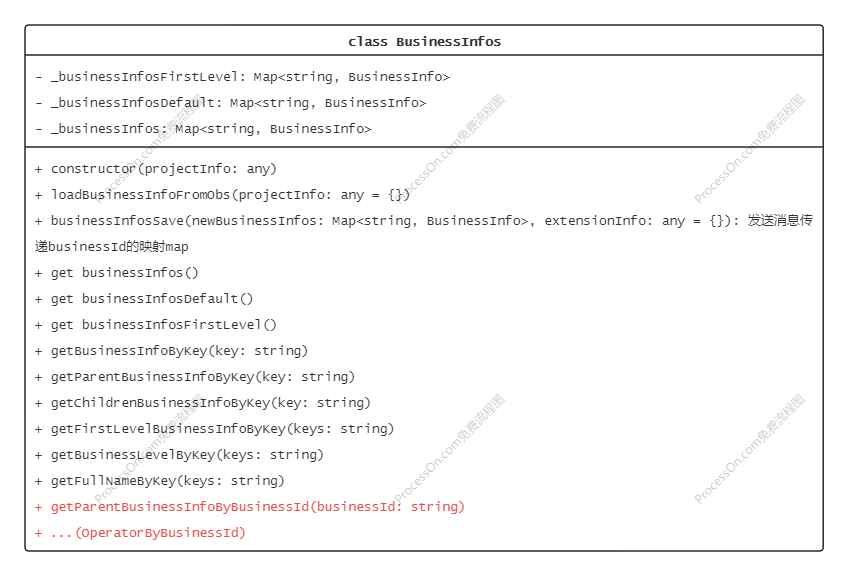 class BusinessInfos
- _businessInfosFirstLevel: Map<string, BusinessInfo>
- _businessInfosDefault: Map<string, BusinessInfo>
- _businessInfos: Map<string, BusinessInfo>
+ constructor(projectInfo: any)
+ loadBusinessInfoFromObs(projectInfo: any = {})
+ businessInfosSave(newBusinessInfos: Map<string, BusinessInfo>, extensionInfo: any = {}): 发送消息传
递businessId的映射map
+ get businessInfos()
+ get businessInfosDefault()
+ get businessInfosFirstLevel()
+ getBusinessInfoByKey(key: string)
+ getParentBusinessInfoByKey(key: string)
+ getChildrenBusinessInfoByKey(key: string)
+ getFirstLevelBusinessInfoByKey(keys: string)
+ getBusinessLevelByKey(keys: string)
+ getFullNameByKey(keys: string)
+ getParentBusinessInfoByBusinessId(businessId: string)
+ ...(OperatorByBusinessId)
ProcessOn.com免费流程图
ProcessOn.com免费流程图
ProcessOn.com免费流程图
ProcessOn.com免费流程图
ProcessOn.com免费流程图
ProcessOn.com免费流程图